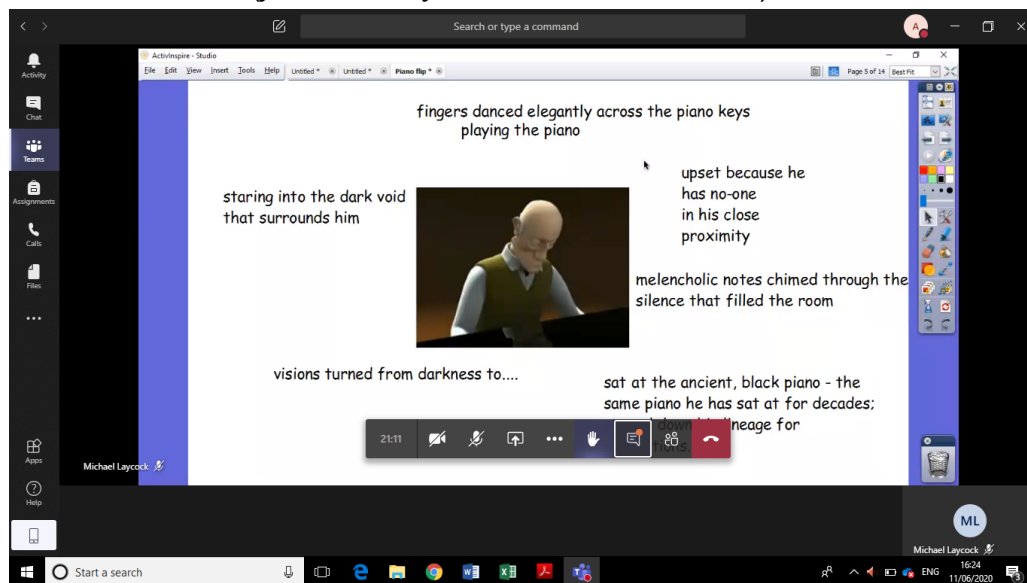 Search or type a command
A
Activity
Chat
Teams
Assignments
Calls
Files
Apps
Help
ActivInspire - Studio
File Edit View Insert Tools Help Untitled * Untitled * Piano flip *
Page 5 of 14 Best Fit
fingers danced elegantly across the piano keys
playing the piano
upset because he
has no-one
in his close
proximity
staring into the dark void
that surrounds him
melencholic notes chimed through the
silence that filled the room
visions turned from darkness to....
sat at the ancient, black piano - the
same piano he has sat at for decades;
lineage for
21:11
Michael Laycock
ML
Michael Laycock
Start a search
ENG
16:24
11/06/2020